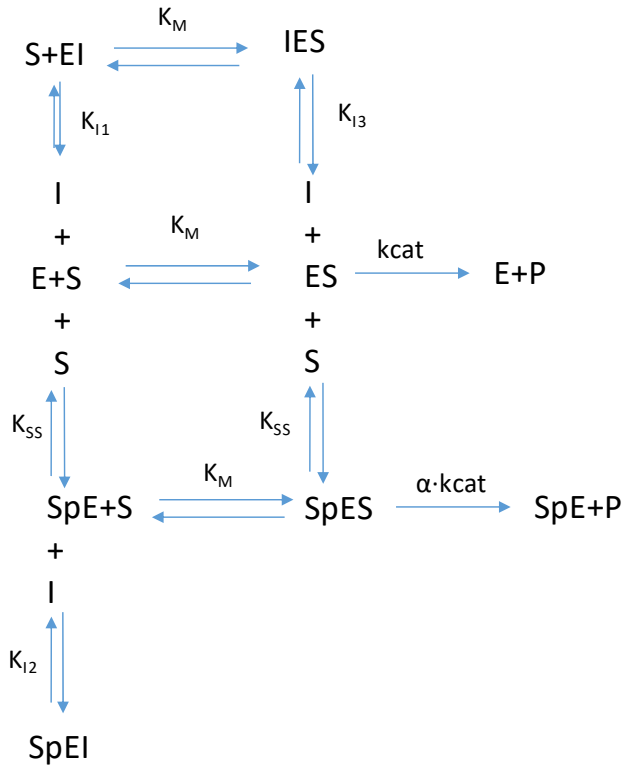 K_M
S+EI IES
K_I1 K_I3
I I
+ K_M +
E+S ES kcat E+P
+ +
S S
K_SS K_SS
K_M α·kcat
SpE+S SpES SpE+P
+
I
K_I2
SpEI